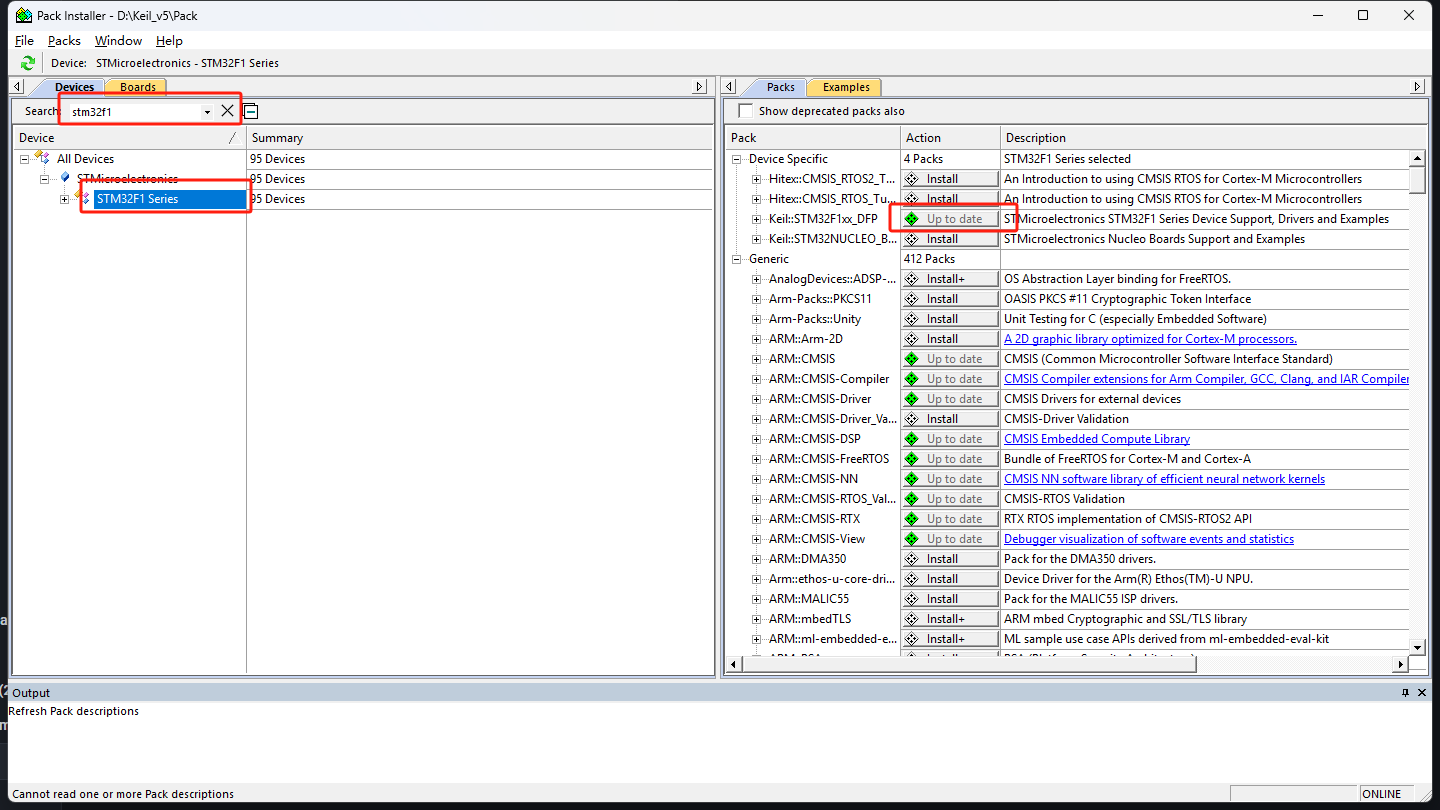 Pack Installer - D:\Keil_v5\Pack
File Packs Window Help
Device: STMicroelectronics - STM32F1 Series
Devices Boards
Search: stm32f1
Device Summary
All Devices 95 Devices
STMicroelectronics 95 Devices
STM32F1 Series 95 Devices
Packs Examples
Show deprecated packs also
Pack Action Description
Device Specific 4 Packs STM32F1 Series selected
Hitex::CMSIS_RTOS2_T... Install An Introduction to using CMSIS RTOS for Cortex-M Microcontrollers
Hitex::CMSIS_RTOS_Tu... Install An Introduction to using CMSIS RTOS for Cortex-M Microcontrollers
Keil::STM32F1xx_DFP Up to date STMicroelectronics STM32F1 Series Device Support, Drivers and Examples
Keil::STM32NUCLEO_B... Install STMicroelectronics Nucleo Boards Support and Examples
Generic 412 Packs
AnalogDevices::ADSP-... Install+ OS Abstraction Layer binding for FreeRTOS.
Arm-Packs::PKCS11 Install OASIS PKCS #11 Cryptographic Token Interface
Arm-Packs::Unity Install Unit Testing for C (especially Embedded Software)
ARM::Arm-2D Install A 2D graphic library optimized for Cortex-M processors.
ARM::CMSIS Up to date CMSIS (Common Microcontroller Software Interface Standard)
ARM::CMSIS-Compiler Up to date CMSIS Compiler extensions for Arm Compiler, GCC, Clang, and IAR Compiler
ARM::CMSIS-Driver Up to date CMSIS Drivers for external devices
ARM::CMSIS-Driver_Va... Install CMSIS-Driver Validation
ARM::CMSIS-DSP Up to date CMSIS Embedded Compute Library
ARM::CMSIS-FreeRTOS Up to date Bundle of FreeRTOS for Cortex-M and Cortex-A
ARM::CMSIS-NN Up to date CMSIS NN software library of efficient neural network kernels
ARM::CMSIS-RTOS_Val... Up to date CMSIS-RTOS Validation
ARM::CMSIS-RTX Up to date RTX RTOS implementation of CMSIS-RTOS2 API
ARM::CMSIS-View Up to date Debugger visualization of software events and statistics
ARM::DMA350 Install Pack for the DMA350 drivers.
Arm::ethos-u-core-dri... Install Device Driver for the Arm(R) Ethos(TM)-U NPU.
ARM::MALIC55 Install Pack for the MALIC55 ISP drivers.
ARM::mbedTLS Install+ ARM mbed Cryptographic and SSL/TLS library
ARM::ml-embedded-e... Install+ ML sample use case APIs derived from ml-embedded-eval-kit
Output
Refresh Pack descriptions
Cannot read one or more Pack descriptions
ONLINE